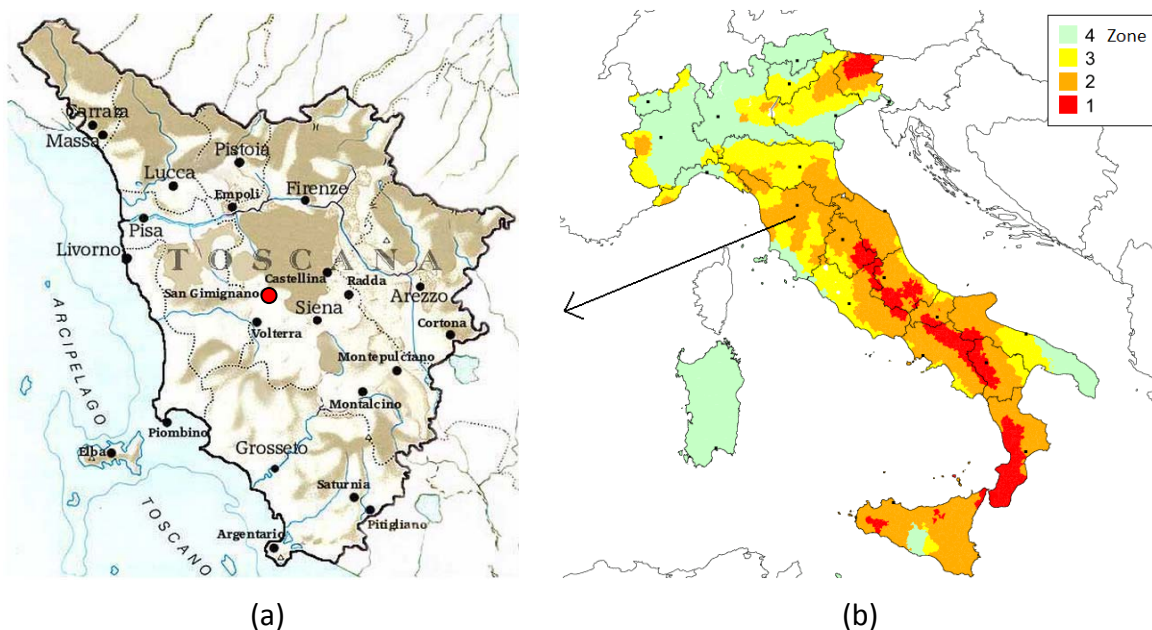 Carrara
Massa
Pistoia
Lucca
Empoli
Firenze
Pisa
Livorno
TOSCANA
Castellina
San Gimignano
Radda
Arezzo
Siena
Volterra
Cortona
Montepulciano
Montalcino
ARCIPELAGO
Piombino
Elba
Grosseto
Saturnia
Pitigliano
TOSCANO
Argentario
(a)
4 Zone
3
2
1
(b)